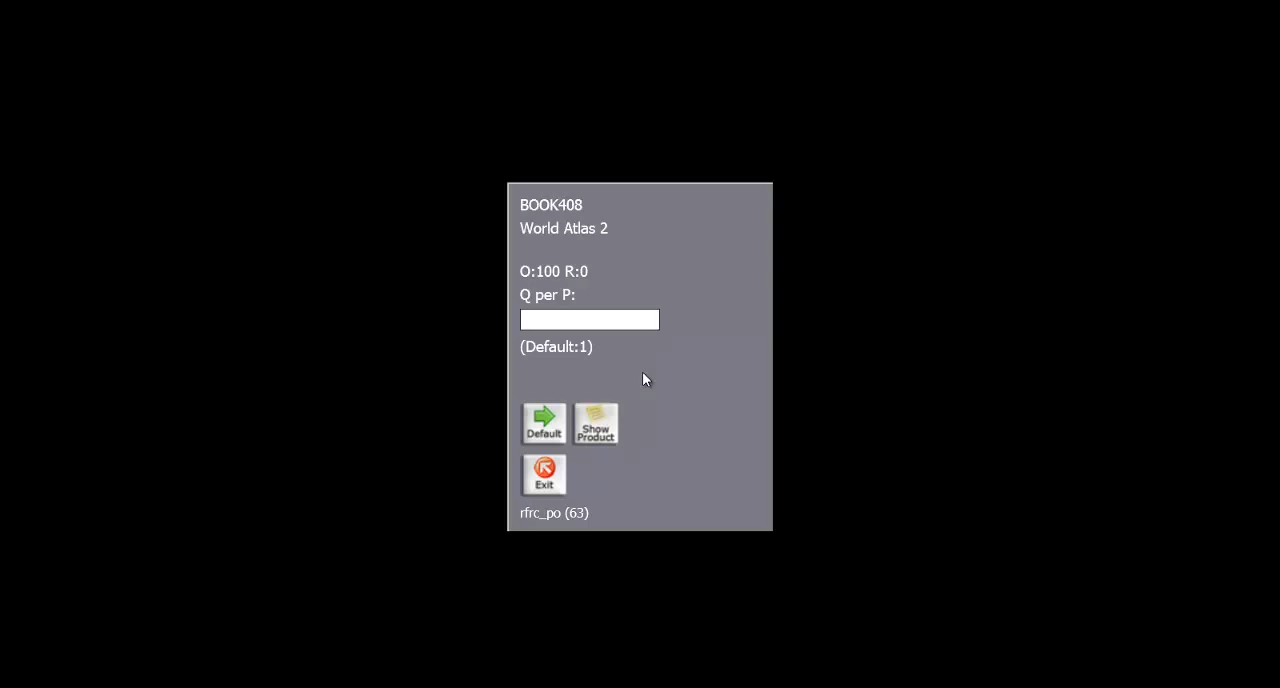 BOOK408
World Atlas 2
O:100 R:0
Q per P:
(Default:1)
Default
Show
Product
Exit
rfrc_po (63)